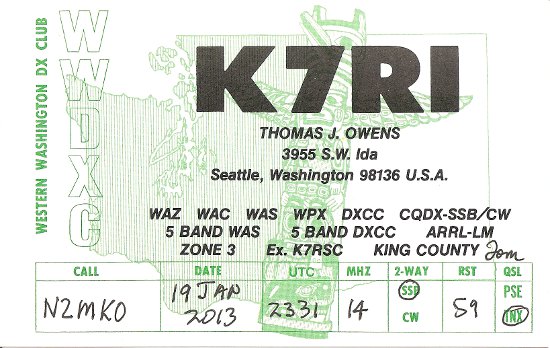 WESTERN WASHINGTON DX CLUB
WWDXC
K7RI
THOMAS J. OWENS
3955 S.W. Ida
Seattle, Washington 98136 U.S.A.
WAZ WAC WAS WPX DXCC CQDX-SSB/CW
5 BAND WAS 5 BAND DXCC ARRL-LM
ZONE 3 Ex. K7RSC KING COUNTY Tom
CALL DATE UTC MHZ 2-WAY RST QSL
N2MKO 19 JAN 2013 2331 14 SSB CW 59 PSE TNX